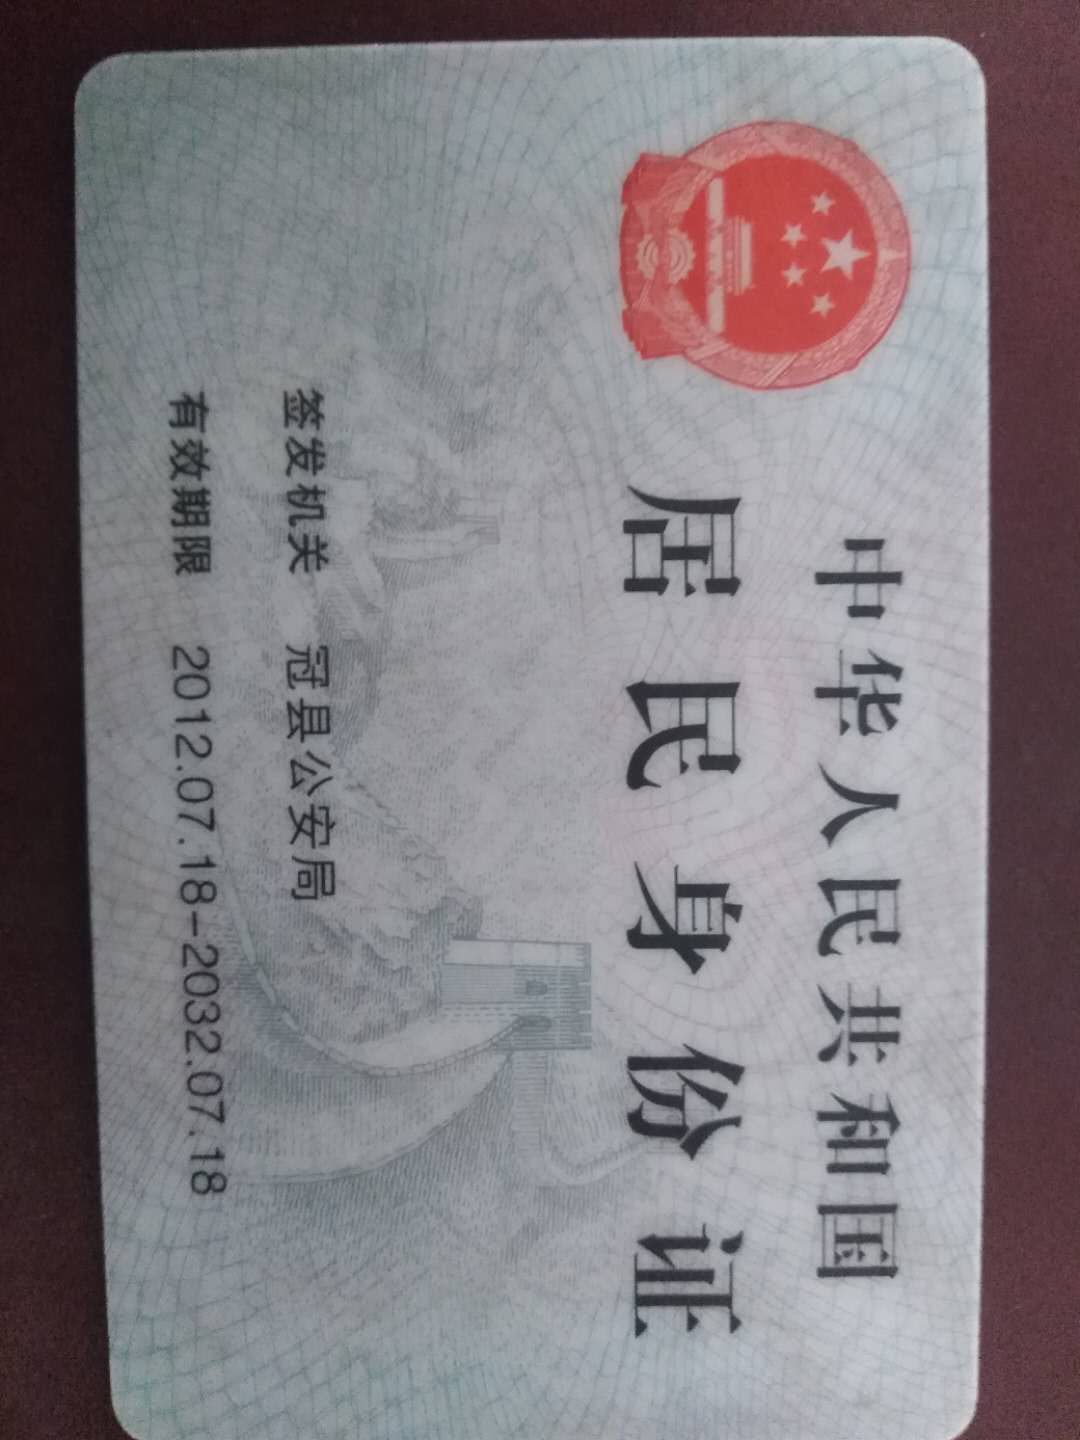 中华人民共和国
居民身份证
签发机关 冠县公安局
有效期限 2012.07.18-2032.07.18